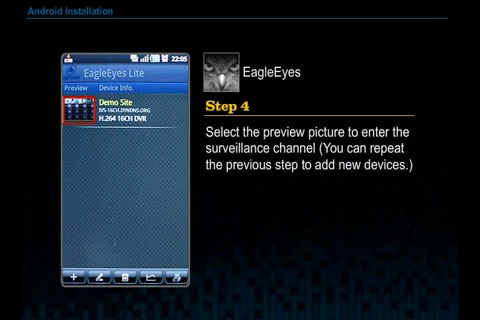 Android installation
22:05
EagleEyes Lite
Preview Device Info.
Demo Site
H.264 16CH DVR
EagleEyes
Step 4
Select the preview picture to enter the
surveillance channel (You can repeat
the previous step to add new devices.)